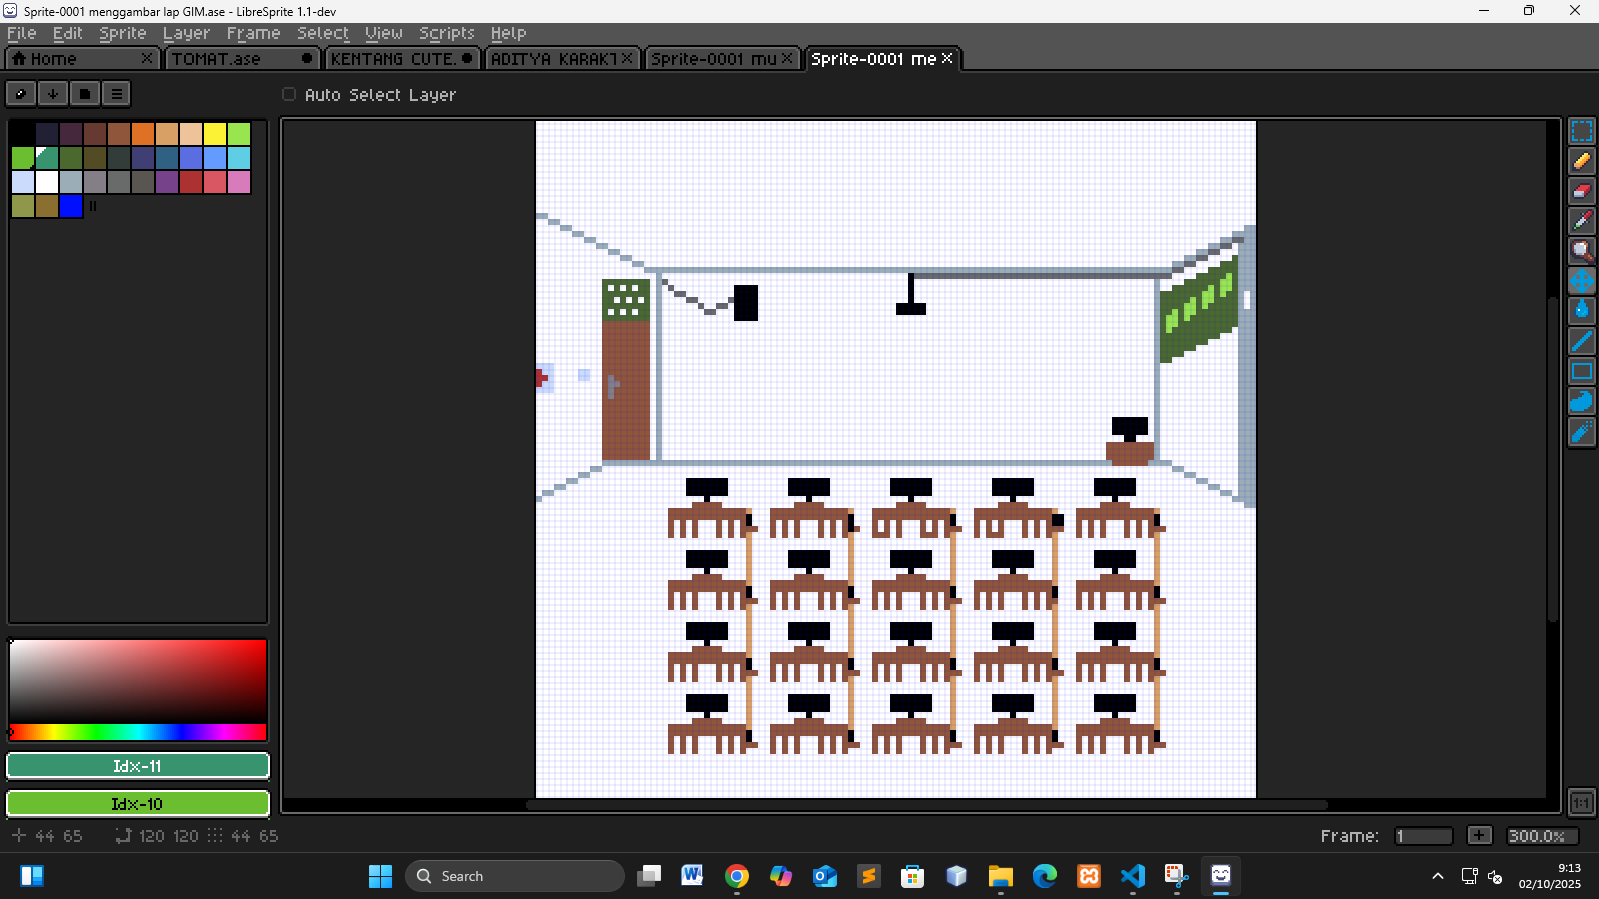 Sprite-0001 menggambar lap GIM.ase - LibreSprite 1.1-dev
File Edit Sprite Layer Frame Select View Scripts Help
Home
TOMAT.ase
KENTANG CUTE.
ADITYA KARAKT
Sprite-0001 mu
Sprite-0001 me
Auto Select Layer
Idx-11
Idx-10
1:1
44 65 120 120 44 65
Frame: 1 + 300.0%
Search
9:13
02/10/2025